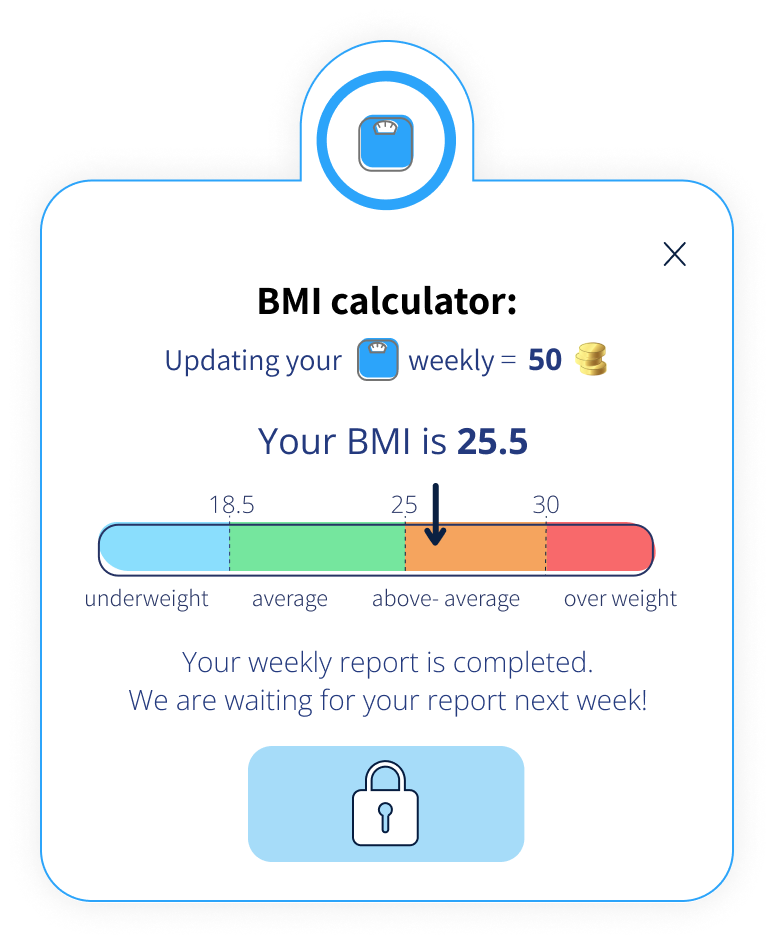 BMI calculator:
Updating your weekly = 50
Your BMI is 25.5
18.5 25 30
underweight average above- average over weight
Your weekly report is completed.
We are waiting for your report next week!